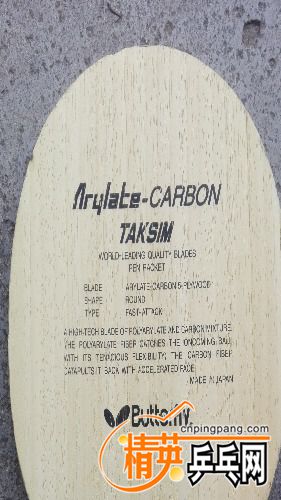 Arylate-CARBON
TAKSIM
WORLD-LEADING QUALITY BLADES
PEN RACKET
BLADE ARYLATE-CARBON 5-PLYWOOD
SHAPE ROUND
TYPE FAST-ATTACK
A HIGH-TECH BLADE OF POLYARYLATE AND CARBON MIXTURE.
THE POLYARYLATE FIBER CATCHES THE ONCOMING BALL
WITH ITS TENACIOUS FLEXIBILITY; THE CARBON FIBER
CATAPULTS IT BACK WITH ACCELERATED PACE.
MADE IN JAPAN
Butterfly
cnpingpang.com
精英乒乓网